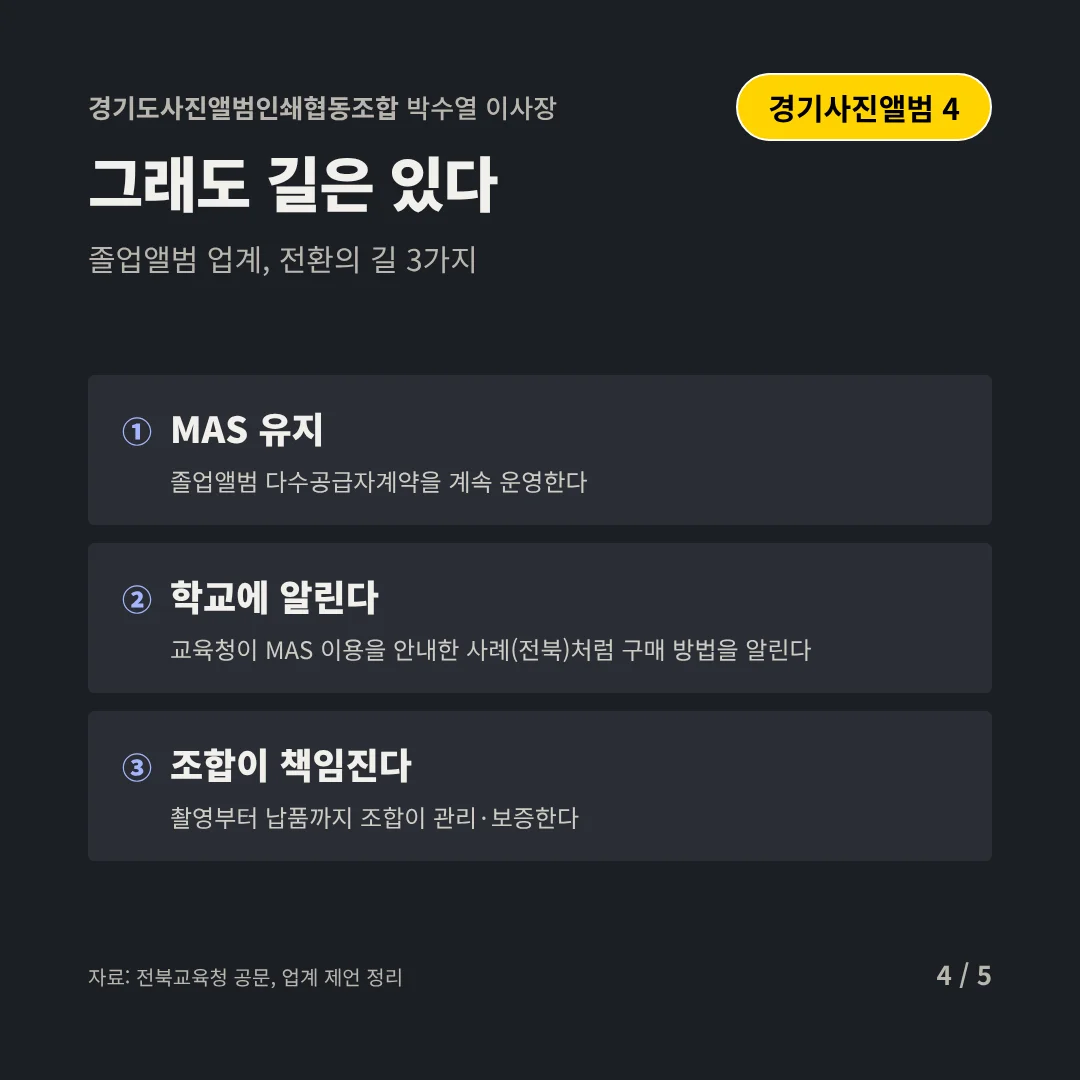 경기도사진앨범인쇄협동조합 박수열 이사장
경기사진앨범 4
그래도 길은 있다
졸업앨범 업계, 전환의 길 3가지
① MAS 유지
졸업앨범 다수공급자계약을 계속 운영한다
② 학교에 알린다
교육청이 MAS 이용을 안내한 사례(전북)처럼 구매 방법을 알린다
③ 조합이 책임진다
촬영부터 납품까지 조합이 관리·보증한다
자료: 전북교육청 공문, 업계 제언 정리
4 / 5